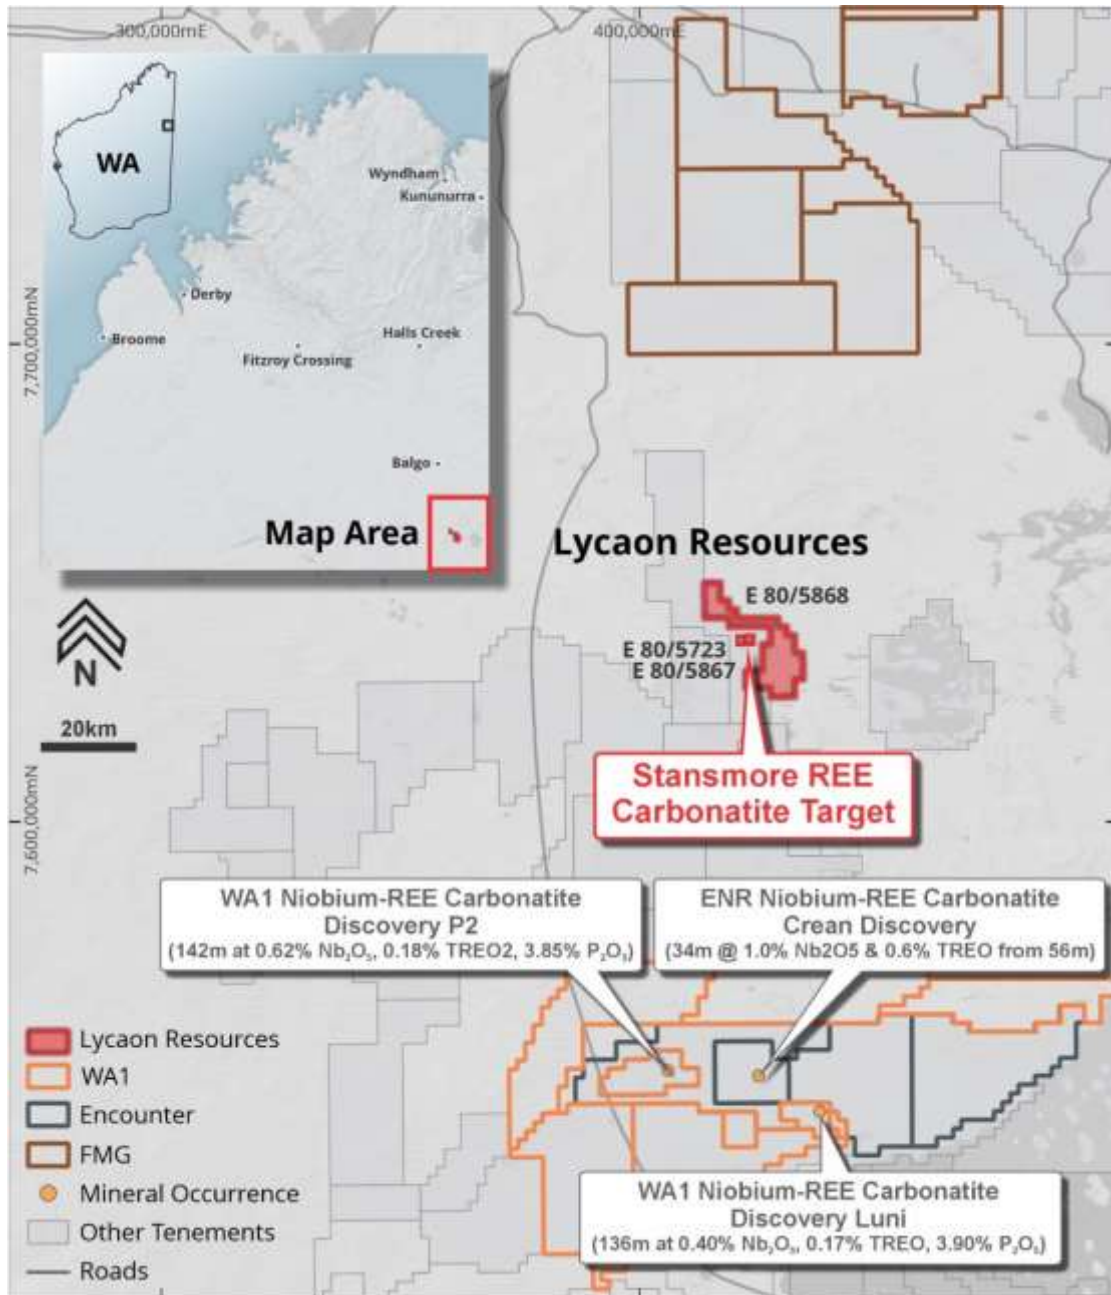 300,000mE
400,000mE
WA
Wyndham
Kununurra
Derby
Broome
Halls Creek
Fitzroy Crossing
7,700,000mN
Balgo
Map Area
Lycaon Resources
E 80/5868
E 80/5723
E 80/5867
N
20km
Stansmore REE
Carbonatite Target
7,600,000mN
WA1 Niobium-REE Carbonatite
Discovery P2
(142m at 0.62% Nb₂O₅, 0.18% TREO2, 3.85% P₂O₅)
ENR Niobium-REE Carbonatite
Crean Discovery
(34m @ 1.0% Nb2O5 & 0.6% TREO from 56m)
Lycaon Resources
WA1
Encounter
FMG
Mineral Occurrence
Other Tenements
Roads
WA1 Niobium-REE Carbonatite
Discovery Luni
(136m at 0.40% Nb₂O₅, 0.17% TREO, 3.90% P₂O₅)